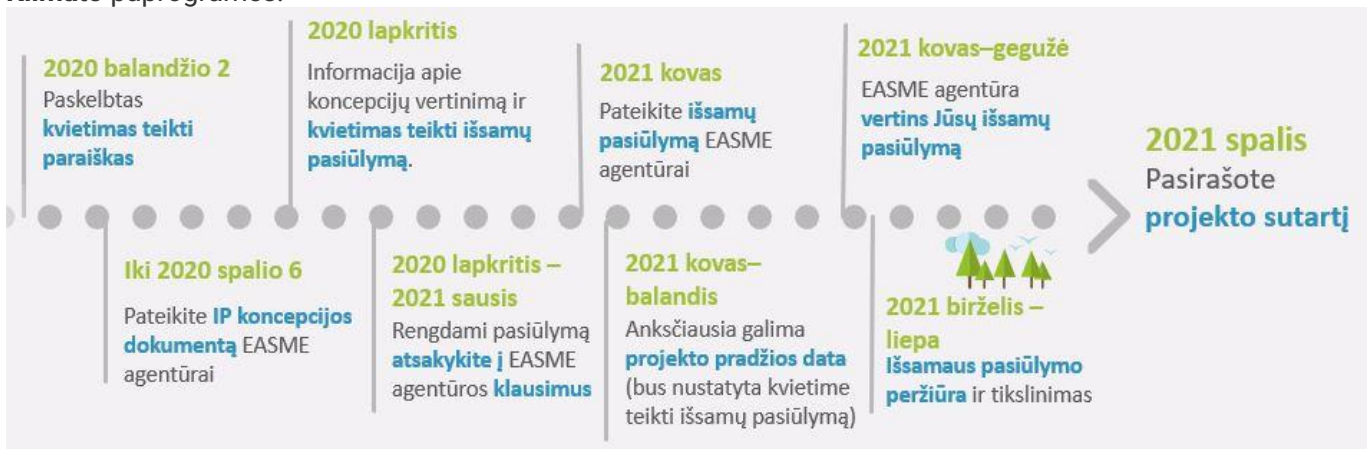 2020 balandžio 2
Paskelbtas
kvietimas teikti
paraiškas
Iki 2020 spalio 6
Pateikite IP koncepcijos
dokumentą EASME
agentūrai
2020 lapkritis
Informacija apie
koncepcijų vertinimą ir
kvietimas teikti išsamų
pasiūlymą.
2020 lapkritis –
2021 sausis
Rengdami pasiūlymą
atsakykite į EASME
agentūros klausimus
2021 kovas
Pateikite išsamų
pasiūlymą EASME
agentūrai
2021 kovas–
balandis
Anksčiausia galima
projekto pradžios data
(bus nustatyta kvietime
teikti išsamų pasiūlymą)
2021 kovas–gegužė
EASME agentūra
vertins Jūsų išsamų
pasiūlymą
2021 birželis –
liepa
Išsamaus pasiūlymo
peržiūra ir tikslinimas
2021 spalis
Pasirašote
projekto sutartį